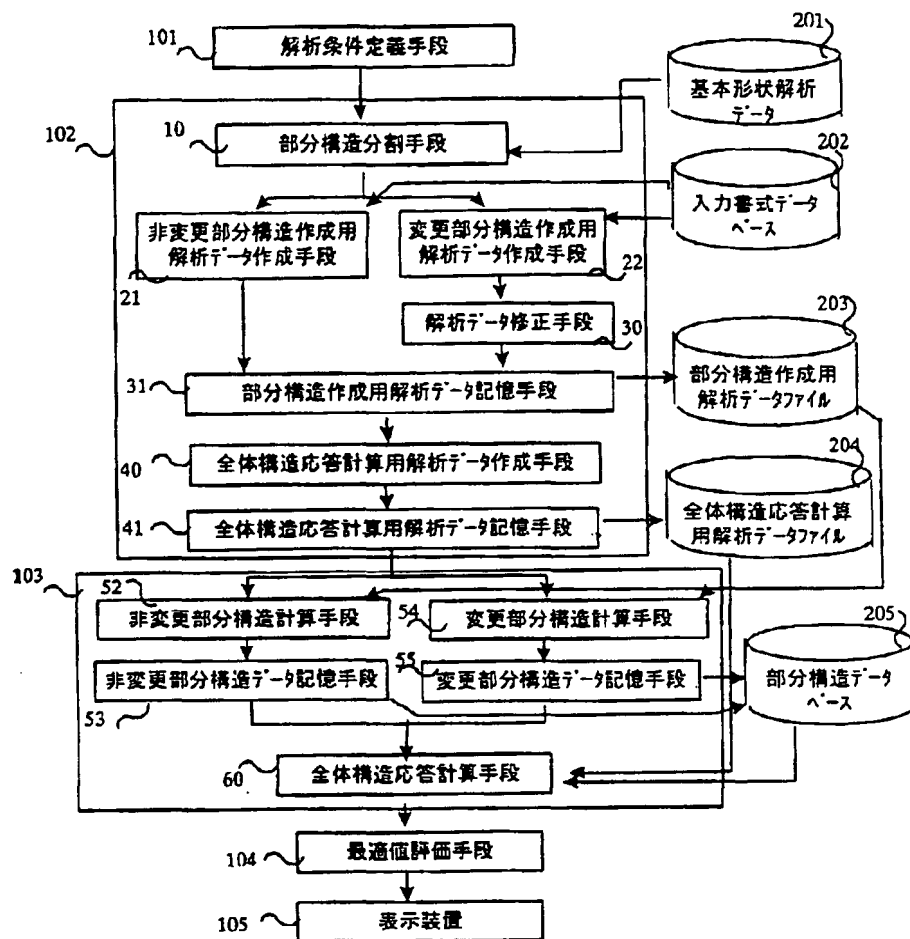 101
解析条件定義手段
201
基本形状解析
データ
102
10
部分構造分割手段
202
入力書式データ
ベース
非変更部分構造作成用
解析データ作成手段
21
変更部分構造作成用
解析データ作成手段
22
解析データ修正手段
30
203
部分構造作成用
解析データファイル
31
部分構造作成用解析データ記憶手段
40
全体構造応答計算用解析データ作成手段
204
全体構造応答計算
用解析データファイル
41
全体構造応答計算用解析データ記憶手段
103
52
非変更部分構造計算手段
54
変更部分構造計算手段
205
部分構造データ
ベース
非変更部分構造データ記憶手段
53
55
変更部分構造データ記憶手段
60
全体構造応答計算手段
104
最適値評価手段
105
表示装置